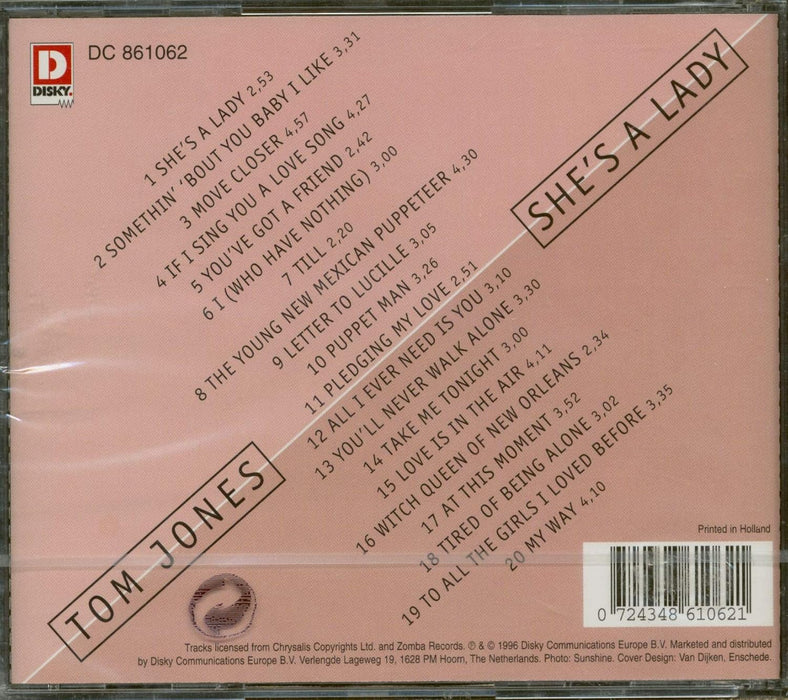 D
DISKY.
DC 861062
1 SHE'S A LADY 2,53
2 SOMETHIN' 'BOUT YOU BABY I LIKE 3,31
3 MOVE CLOSER 4,57
4 IF I SING YOU A LOVE SONG 4,27
5 YOU'VE GOT A FRIEND 2,42
6 I (WHO HAVE NOTHING) 3,00
7 TILL 2,20
8 THE YOUNG NEW MEXICAN PUPPETEER 4,30
9 LETTER TO LUCILLE 3,05
10 PUPPET MAN 3,26
11 PLEDGING MY LOVE 2,51
12 ALL I EVER NEED IS YOU 3,10
13 YOU'LL NEVER WALK ALONE 3,30
14 TAKE ME TONIGHT 3,00
15 LOVE IS IN THE AIR 4,11
16 WITCH QUEEN OF NEW ORLEANS 2,34
17 AT THIS MOMENT 3,52
18 TIRED OF BEING ALONE 3,02
19 TO ALL THE GIRLS I LOVED BEFORE 3,35
20 MY WAY 4,10
SHE'S A LADY
TOM JONES
Printed in Holland
0 724348 610621
Tracks licensed from Chrysalis Copyrights Ltd. and Zomba Records. ℗ & © 1996 Disky Communications Europe B.V. Marketed and distributed
by Disky Communications Europe B.V. Verlengde Lageweg 19, 1628 PM Hoorn, The Netherlands. Photo: Sunshine. Cover Design: Van Dijken, Enschede.